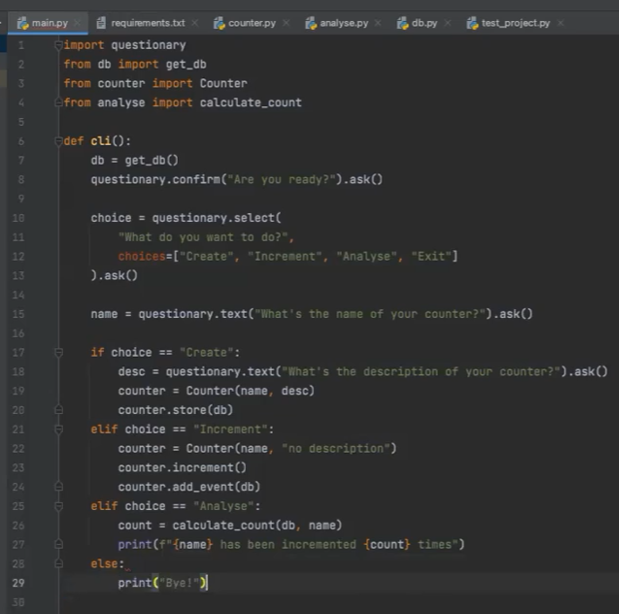 main.py requirements.txt counter.py analyse.py db.py test_project.py
1 import questionary
2 from db import get_db
3 from counter import Counter
4 from analyse import calculate_count
5
6 def cli():
7     db = get_db()
8     questionary.confirm("Are you ready?").ask()
9
10     choice = questionary.select(
11         "What do you want to do?",
12         choices=["Create", "Increment", "Analyse", "Exit"]
13     ).ask()
14
15     name = questionary.text("What's the name of your counter?").ask()
16
17     if choice == "Create":
18         desc = questionary.text("What's the description of your counter?").ask()
19         counter = Counter(name, desc)
20         counter.store(db)
21     elif choice == "Increment":
22         counter = Counter(name, "no description")
23         counter.increment()
24         counter.add_event(db)
25     elif choice == "Analyse":
26         count = calculate_count(db, name)
27         print(f"{name} has been incremented {count} times")
28     else:
29         print("Bye!")
30